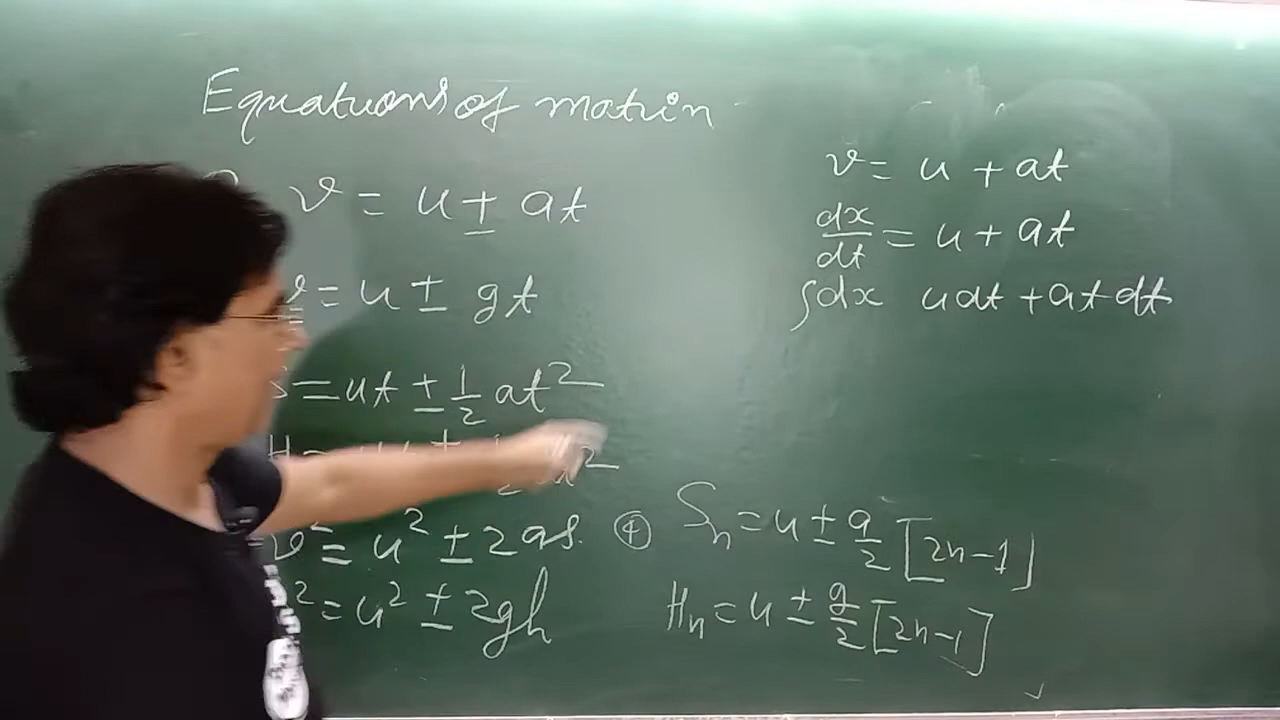 Equations of motion
v = u ± at
v = u ± gt
S = ut ± 1/2 at²
H =
v² = u² ± 2as
² = u² ± 2gh
v = u + at
dx/dt = u + at
∫dx udt + at dt
④ Sn = u ± a/2 [2n-1]
Hn = u ± g/2 [2n-1]